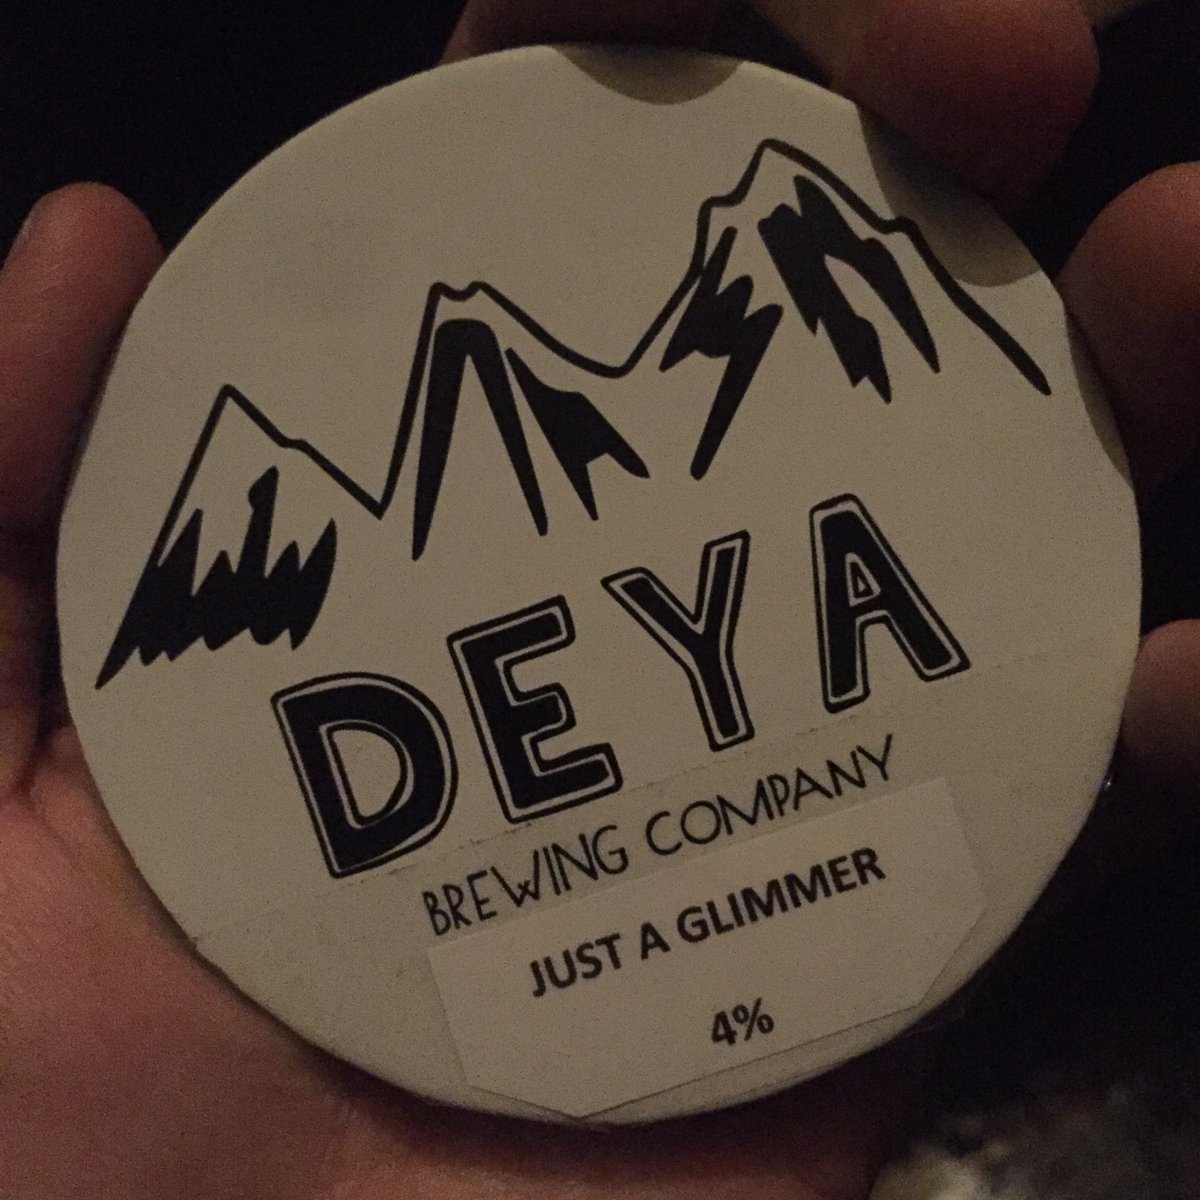 DEYA
BREWING COMPANY
JUST A GLIMMER
4%